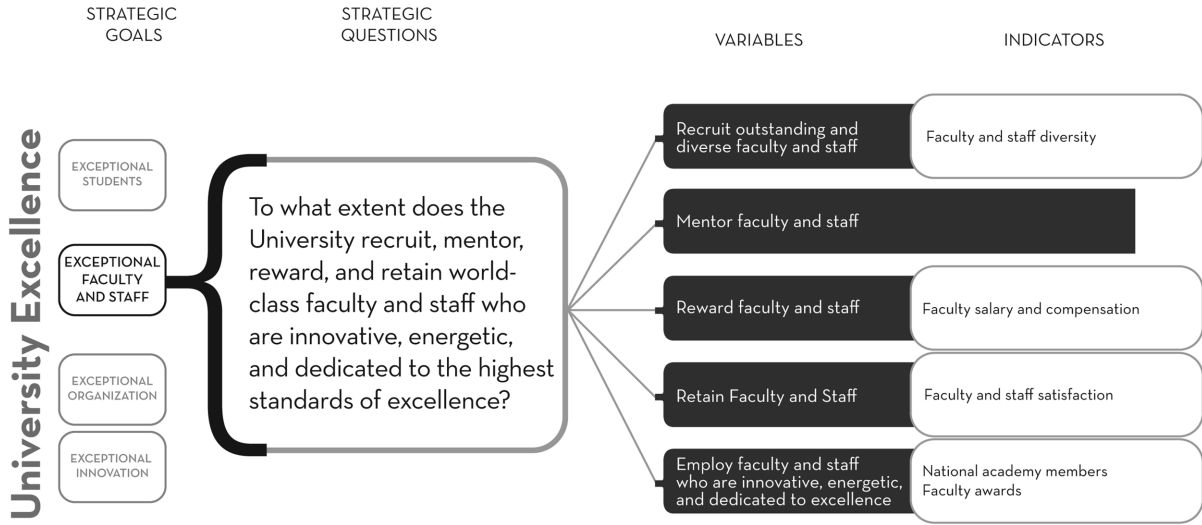 STRATEGIC
GOALS
STRATEGIC
QUESTIONS
VARIABLES
INDICATORS
University Excellence
EXCEPTIONAL
STUDENTS
EXCEPTIONAL
FACULTY
AND STAFF
EXCEPTIONAL
ORGANIZATION
EXCEPTIONAL
INNOVATION
To what extent does the
University recruit, mentor,
reward, and retain world-
class faculty and staff who
are innovative, energetic,
and dedicated to the highest
standards of excellence?
Recruit outstanding and
diverse faculty and staff
Faculty and staff diversity
Mentor faculty and staff
Reward faculty and staff
Faculty salary and compensation
Retain Faculty and Staff
Faculty and staff satisfaction
Employ faculty and staff
who are innovative, energetic,
and dedicated to excellence
National academy members
Faculty awards